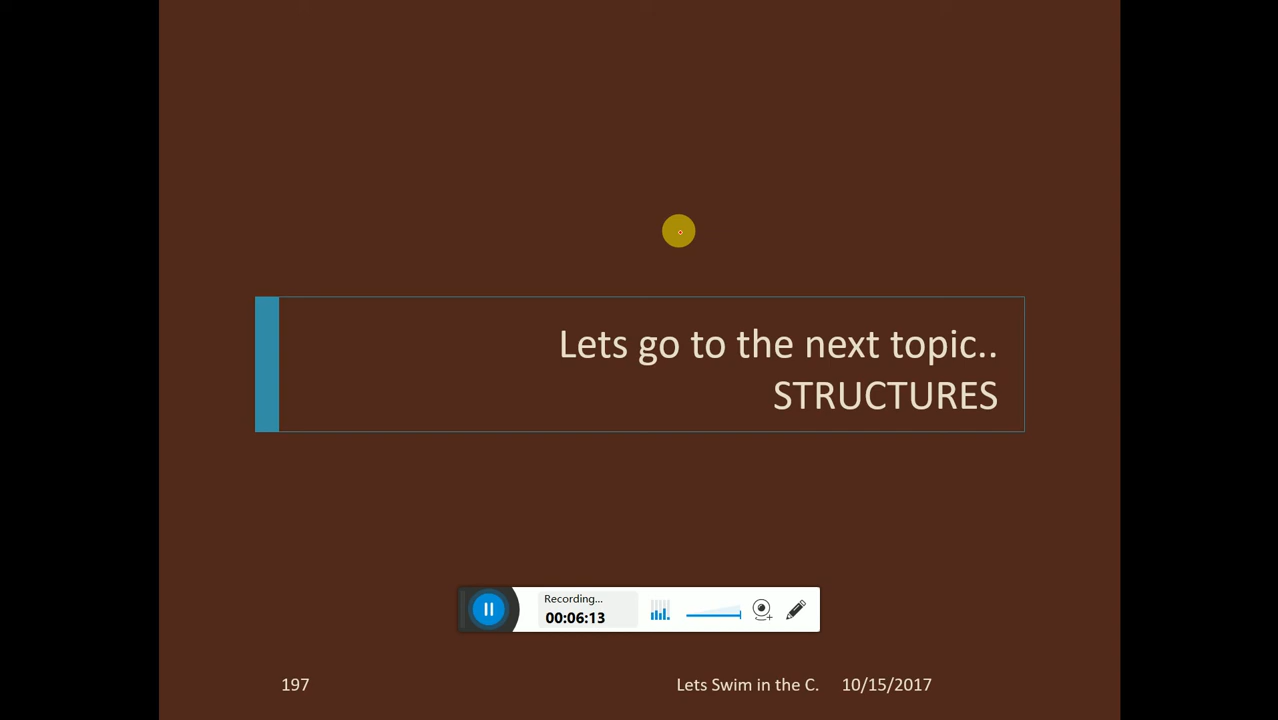 Lets go to the next topic..
STRUCTURES
Recording...
00:06:13
197 Lets Swim in the C. 10/15/2017